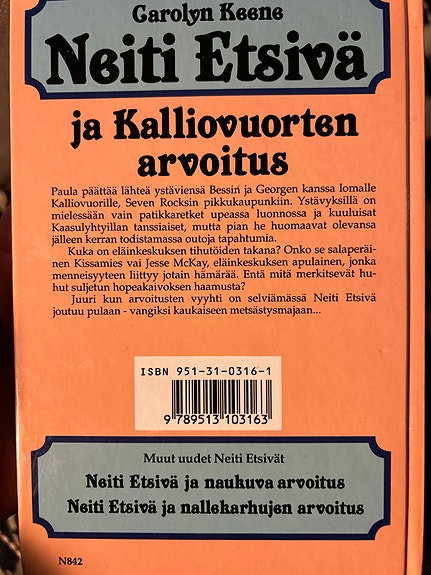 Carolyn Keene
Neiti Etsivä
ja Kalliovuorten
arvoitus
Paula päättää lähteä ystäviensä Bessin ja Georgen kanssa lomalle
Kalliovuorille, Seven Rocksin pikkukaupunkiin. Ystävyksillä on
mielessään vain patikkaretket upeassa luonnossa ja kuuluisat
Kaasulyhtyillan tanssiaiset, mutta pian he huomaavat olevansa
jälleen kerran todistamassa outoja tapahtumia.
Kuka on eläinkeskuksen tihutöiden takana? Onko se salaperäi-
nen Kissamies vai Jesse McKay, eläinkeskuksen apulainen, jonka
menneisyyteen liittyy jotain hämärää. Entä mitä merkitsevät hu-
hut suljetun hopeakaivoksen haamusta?
Juuri kun arvoitusten vyyhti on selviämässä Neiti Etsivä
joutuu pulaan - vangiksi kaukaiseen metsästysmajaan...
ISBN 951-31-0316-1
9 789513 103163
Muut uudet Neiti Etsivät
Neiti Etsivä ja naukuva arvoitus
Neiti Etsivä ja nallekarhujen arvoitus
N842